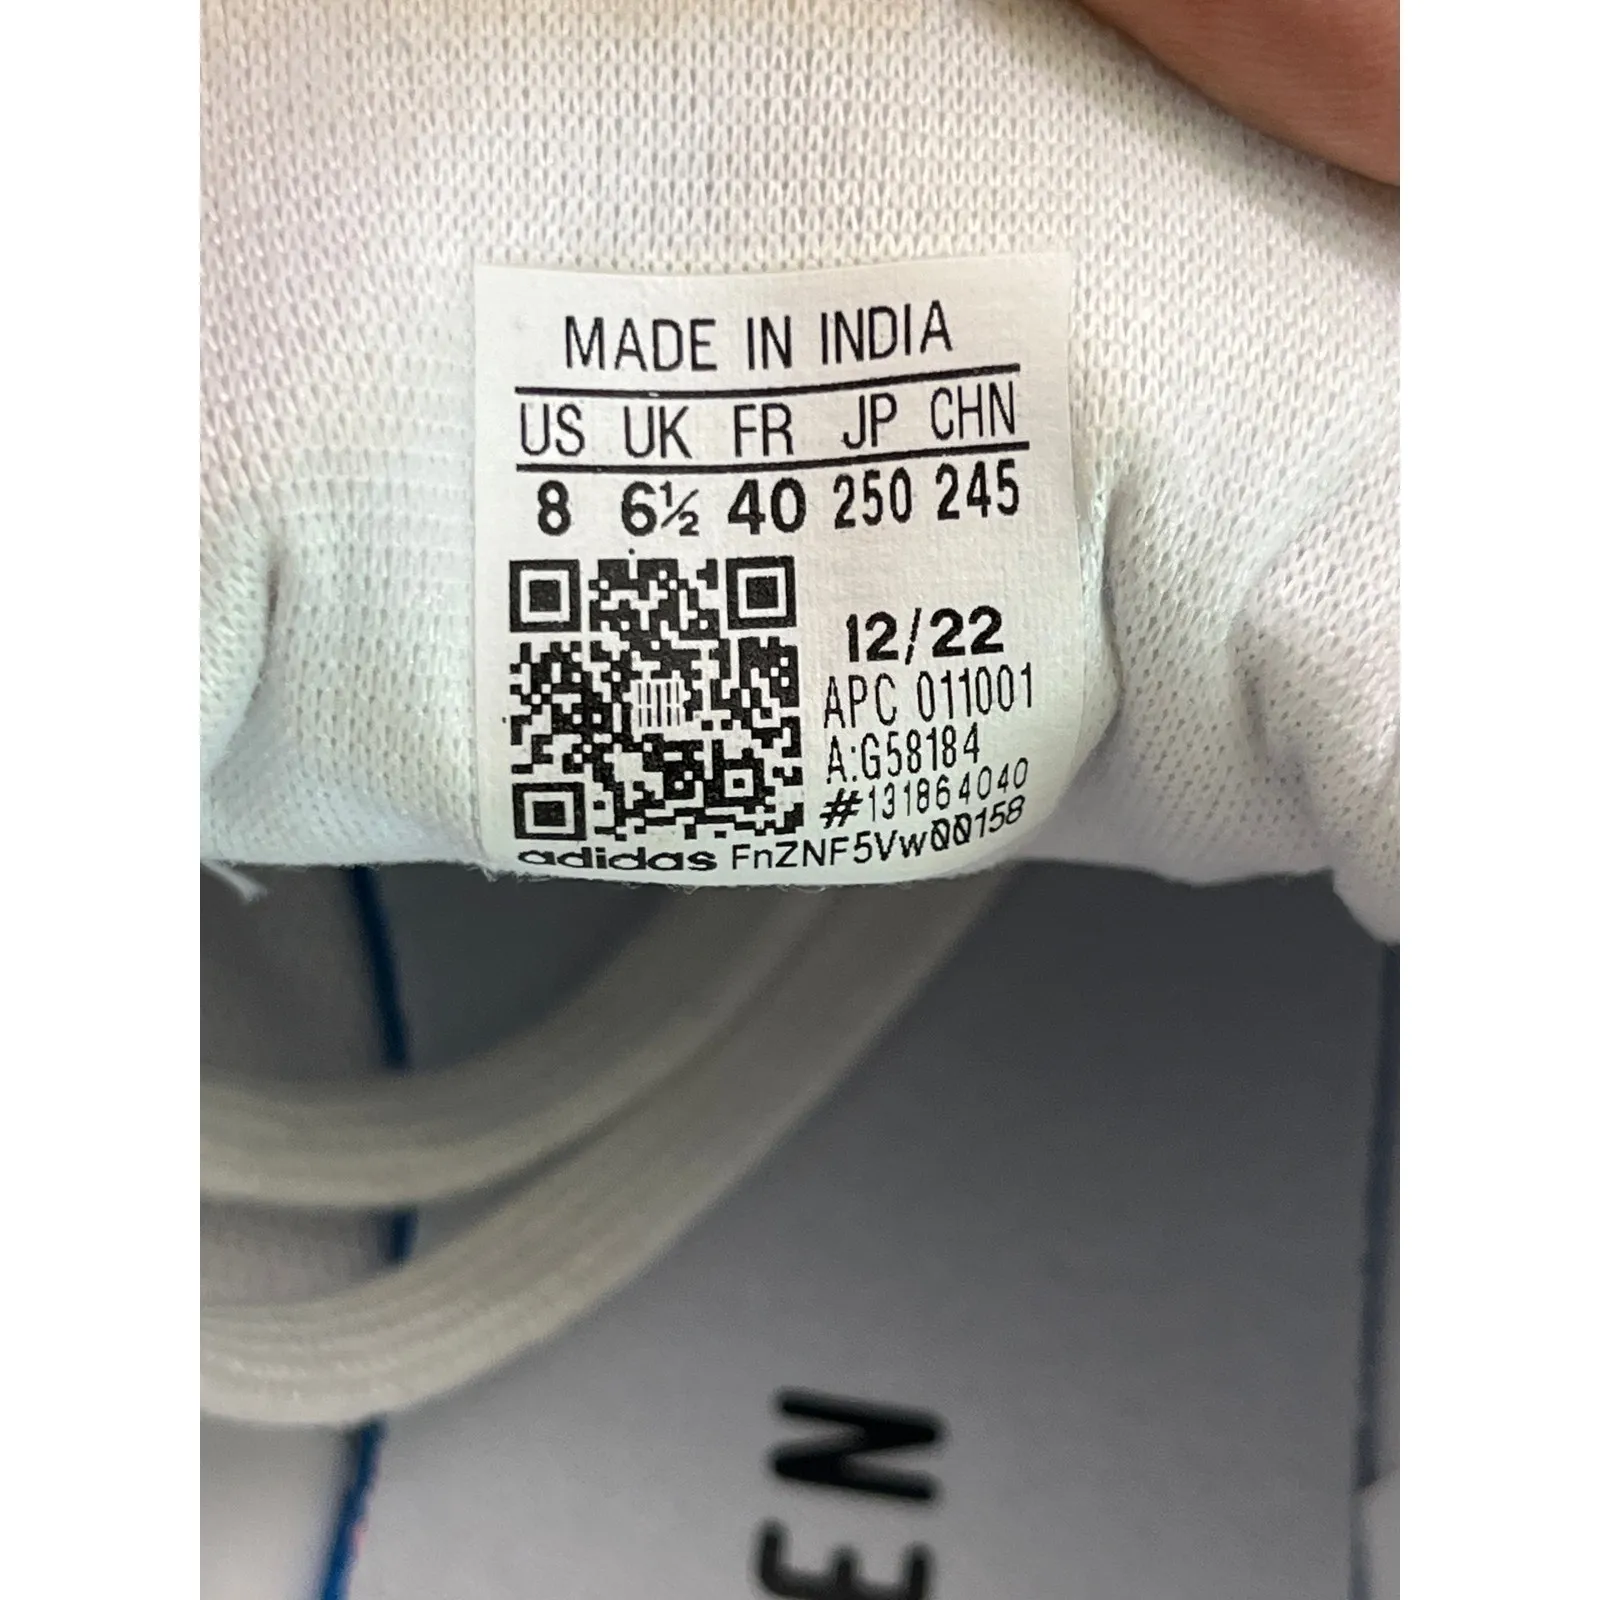 MADE IN INDIA
US UK FR JP CHN
8 6½ 40 250 245
12/22
APC 011001
A:G58184
#131864040
adidas FnZNF5Vw00158
EN